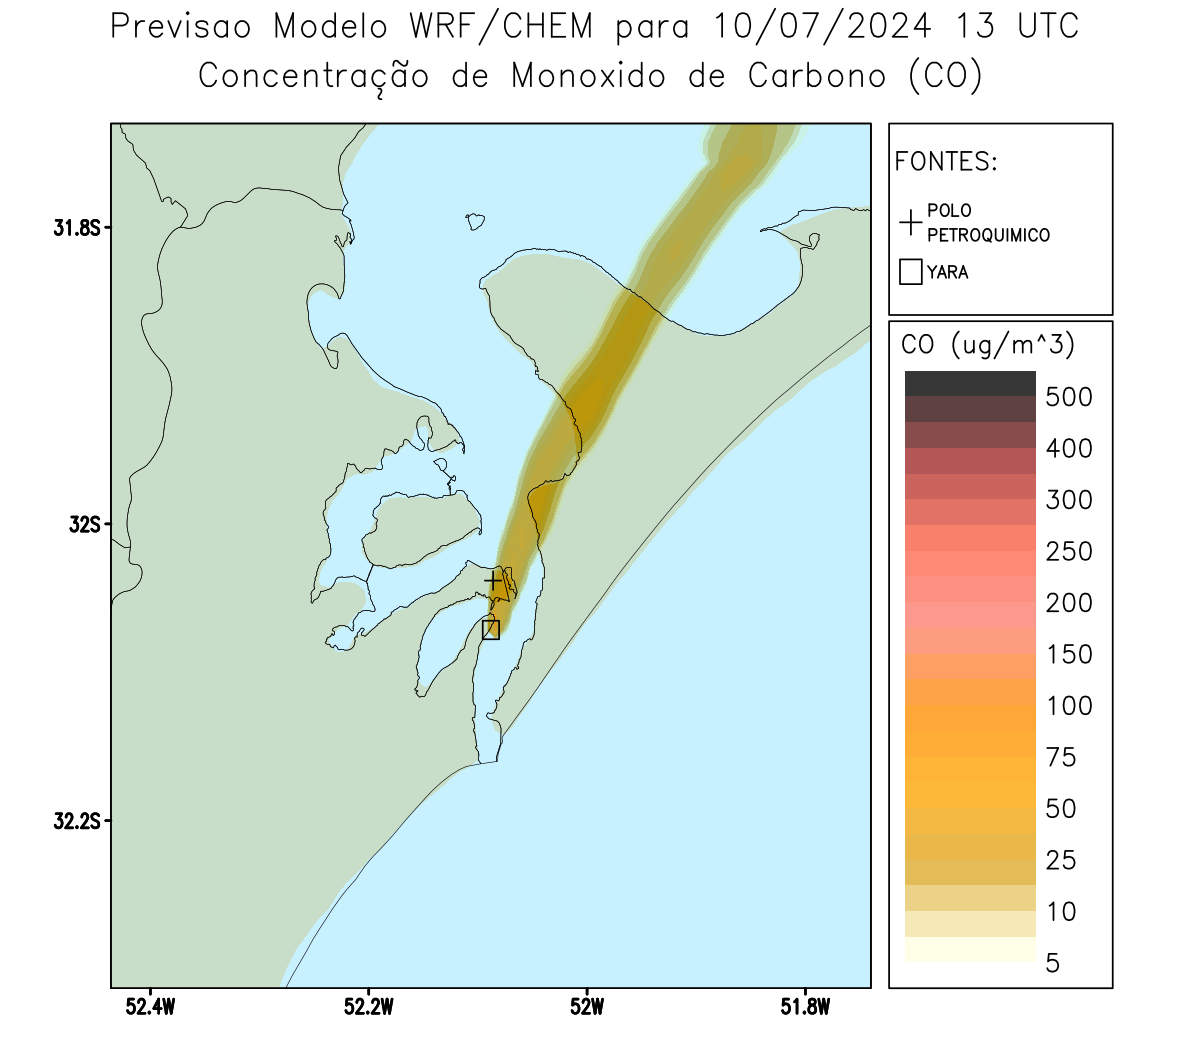 Previsao Modelo WRF/CHEM para 10/07/2024 13 UTC
Concentração de Monoxido de Carbono (CO)
FONTES:
POLO
PETROQUIMICO
YARA
CO (ug/m^3)
500
400
300
250
200
150
100
75
50
25
10
5
31.8S
32S
32.2S
52.4W
52.2W
52W
51.8W